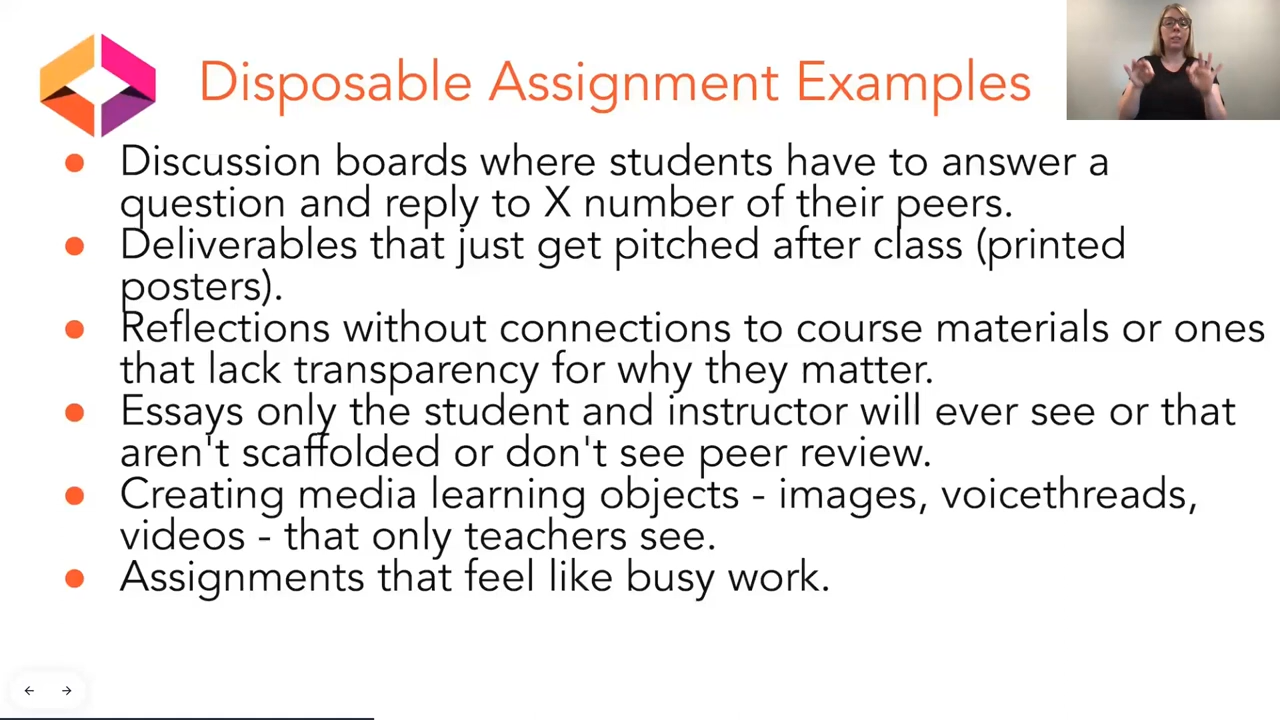 Disposable Assignment Examples
● Discussion boards where students have to answer a
question and reply to X number of their peers.
● Deliverables that just get pitched after class (printed
posters).
● Reflections without connections to course materials or ones
that lack transparency for why they matter.
● Essays only the student and instructor will ever see or that
aren't scaffolded or don't see peer review.
● Creating media learning objects - images, voicethreads,
videos - that only teachers see.
● Assignments that feel like busy work.